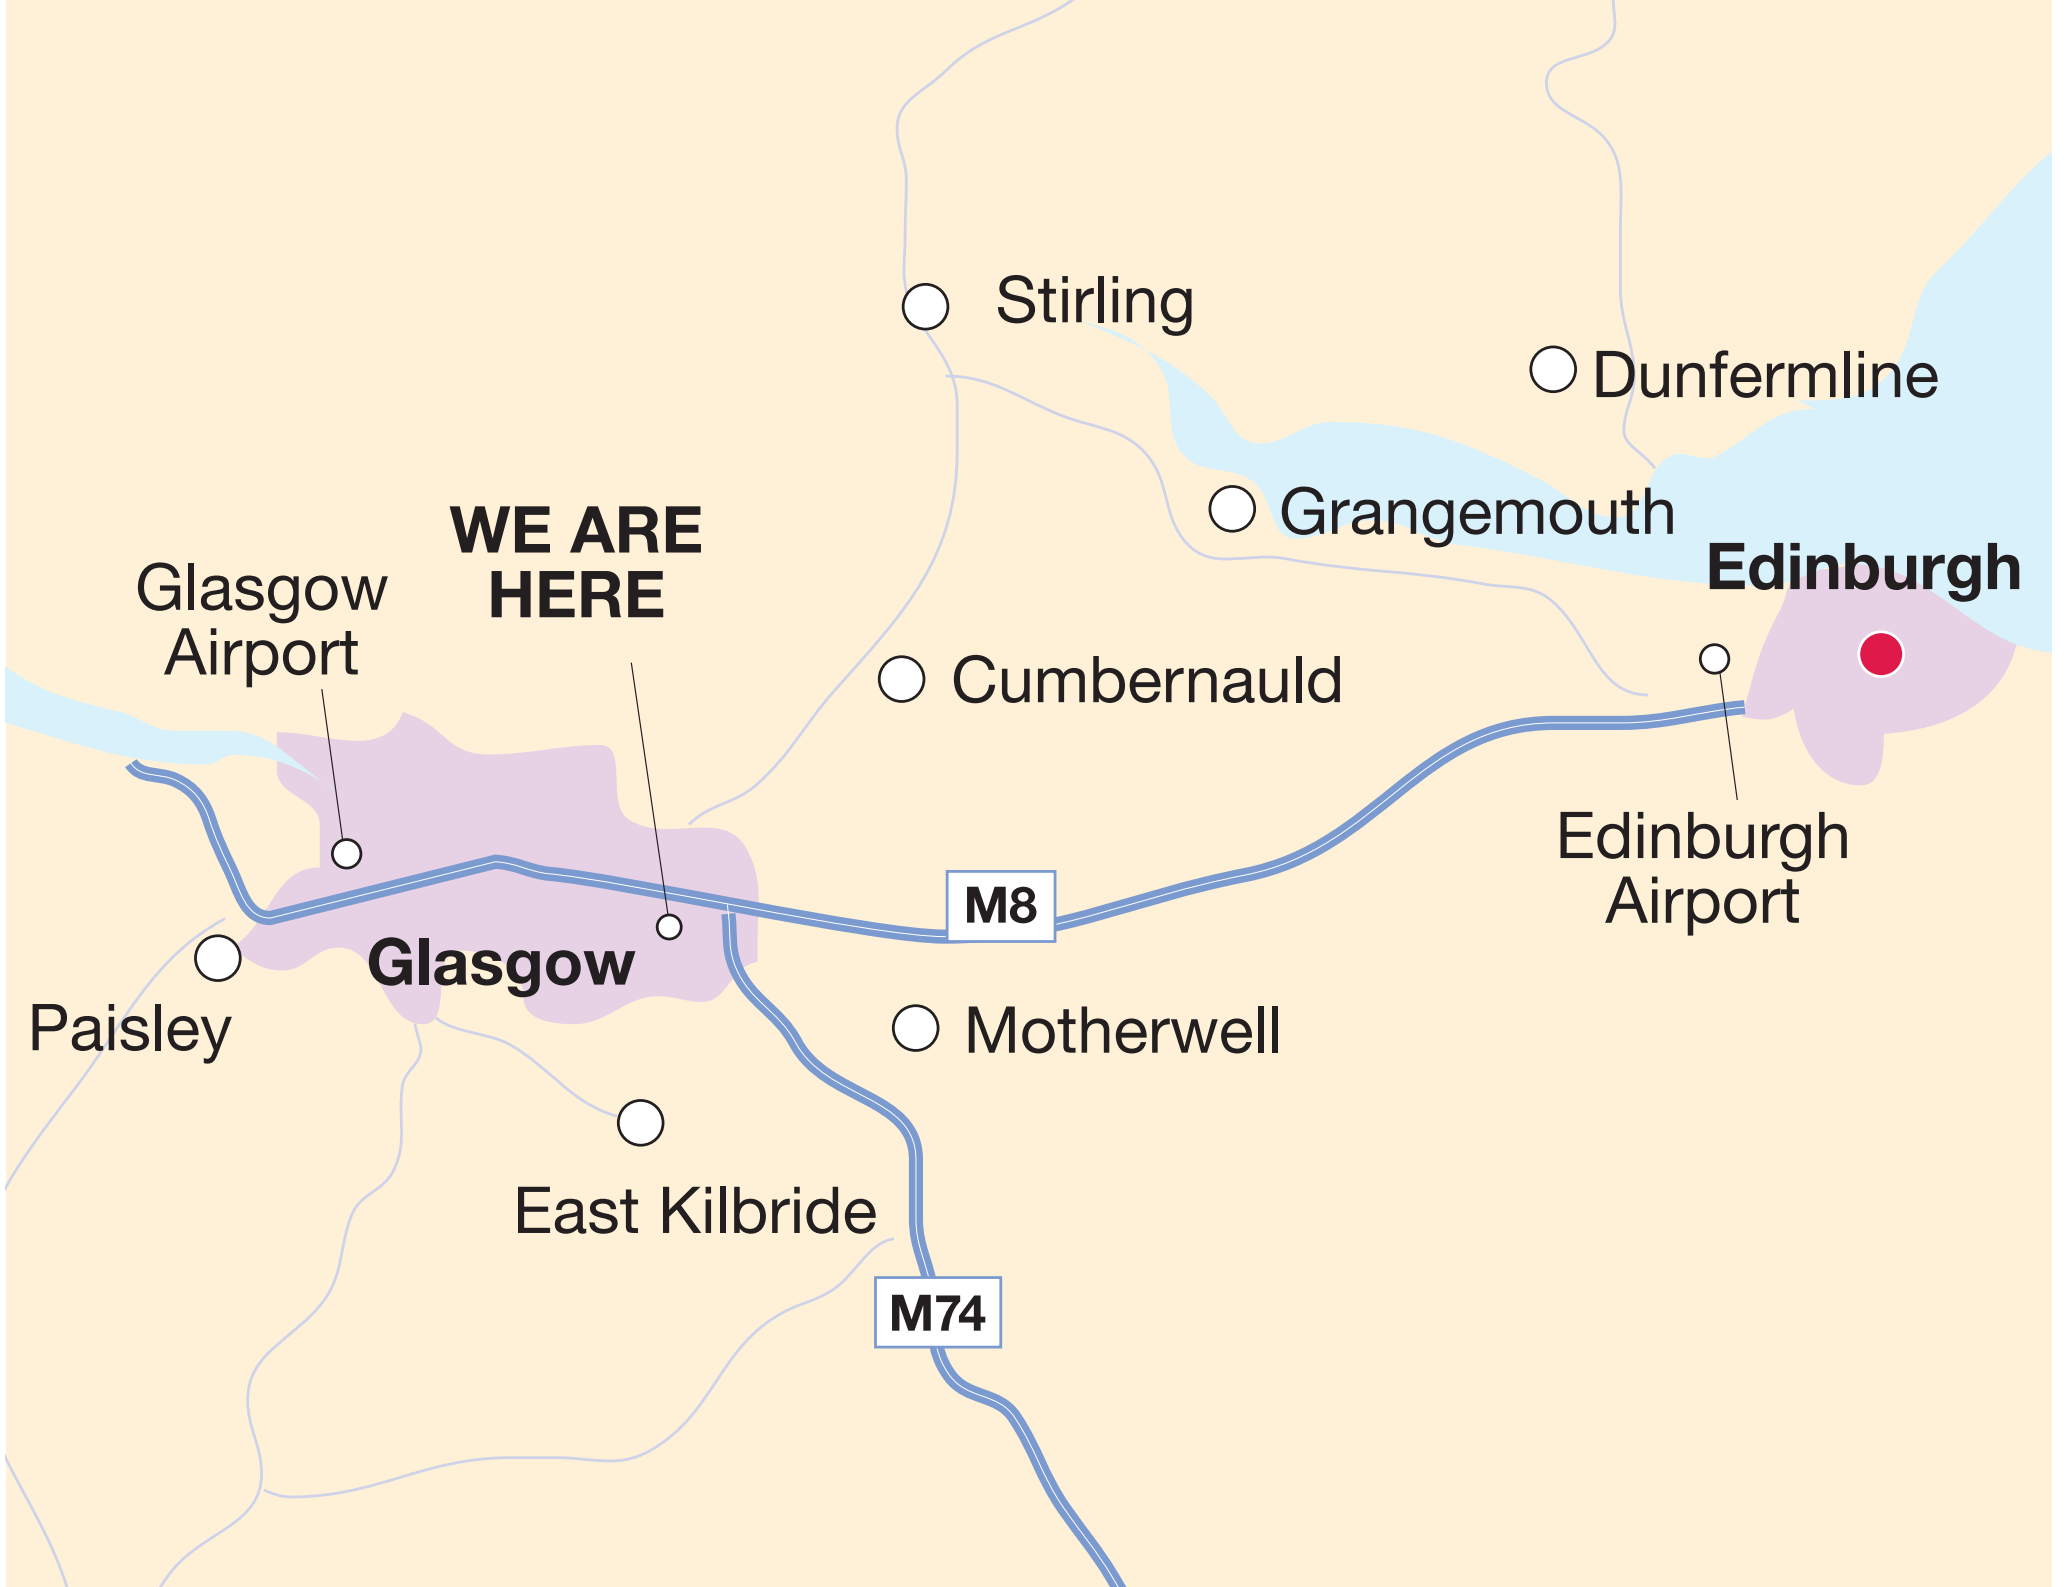 Stirling
Dunfermline
Grangemouth
WE ARE
HERE
Edinburgh
Glasgow
Airport
Cumbernauld
Edinburgh
Airport
M8
Glasgow
Paisley
Motherwell
East Kilbride
M74